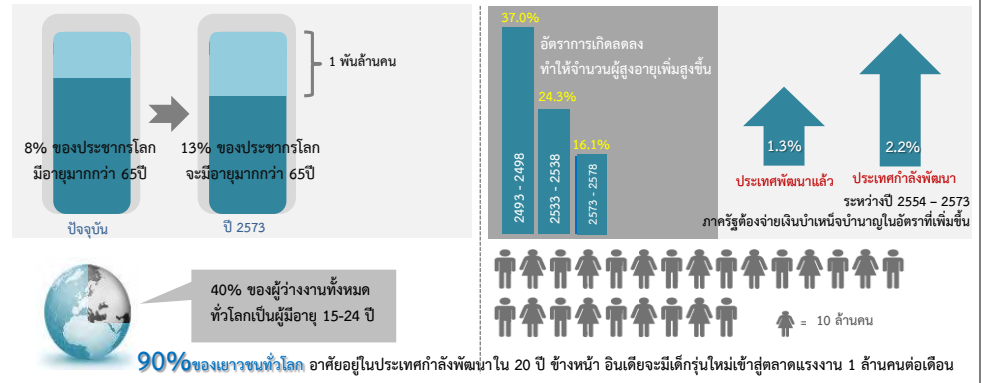 1 พันล้านคน
8% ของประชากรโลก
มีอายุมากกว่า 65ปี
13% ของประชากรโลก
จะมีอายุมากกว่า 65ปี
ปัจจุบัน
ปี 2573
37.0%
อัตราการเกิดลดลง
ทำให้จำนวนผู้สูงอายุเพิ่มสูงขึ้น
24.3%
16.1%
2493 - 2498
2533 - 2538
2573 - 2578
1.3%
2.2%
ประเทศพัฒนาแล้ว
ประเทศกำลังพัฒนา
ระหว่างปี 2554 – 2573
ภาครัฐต้องจ่ายเงินบำเหน็จบำนาญในอัตราที่เพิ่มขึ้น
40% ของผู้ว่างงานทั้งหมด
ทั่วโลกเป็นผู้มีอายุ 15-24 ปี
= 10 ล้านคน
90%ของเยาวชนทั่วโลก อาศัยอยู่ในประเทศกำลังพัฒนา ใน 20 ปี ข้างหน้า อินเดียจะมีเด็กรุ่นใหม่เข้าสู่ตลาดแรงงาน 1 ล้านคนต่อเดือน